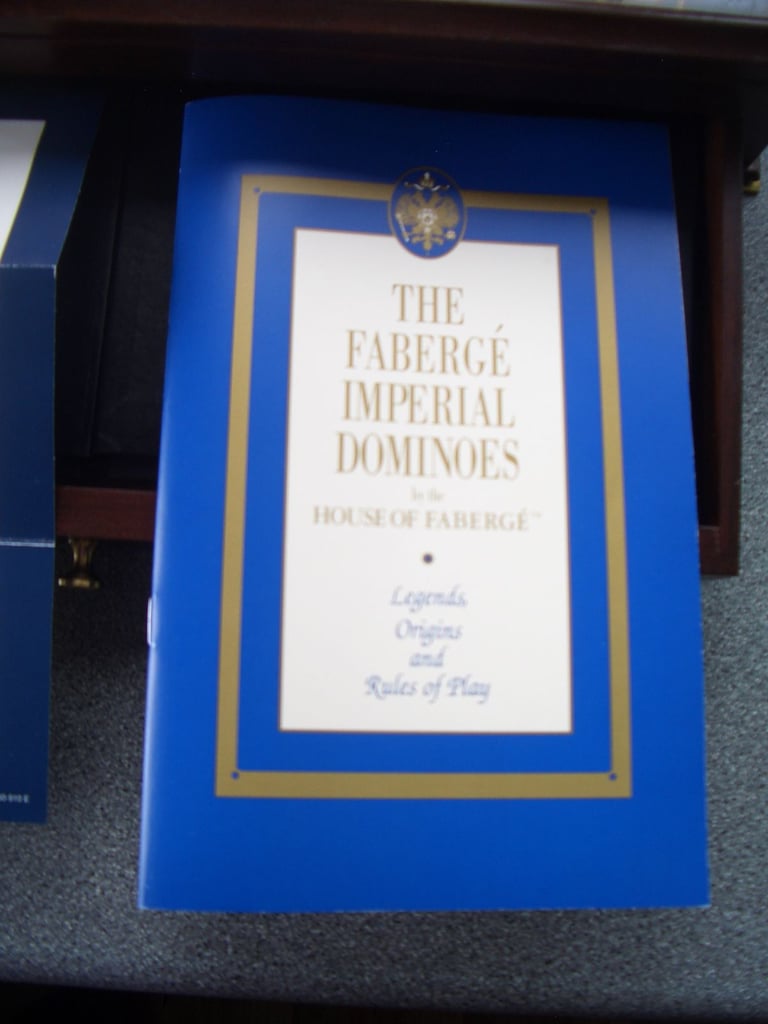 THE
FABERGÉ
IMPERIAL
DOMINOES
by the
HOUSE OF FABERGÉ™
•
Legends,
Origins
and
Rules of Play